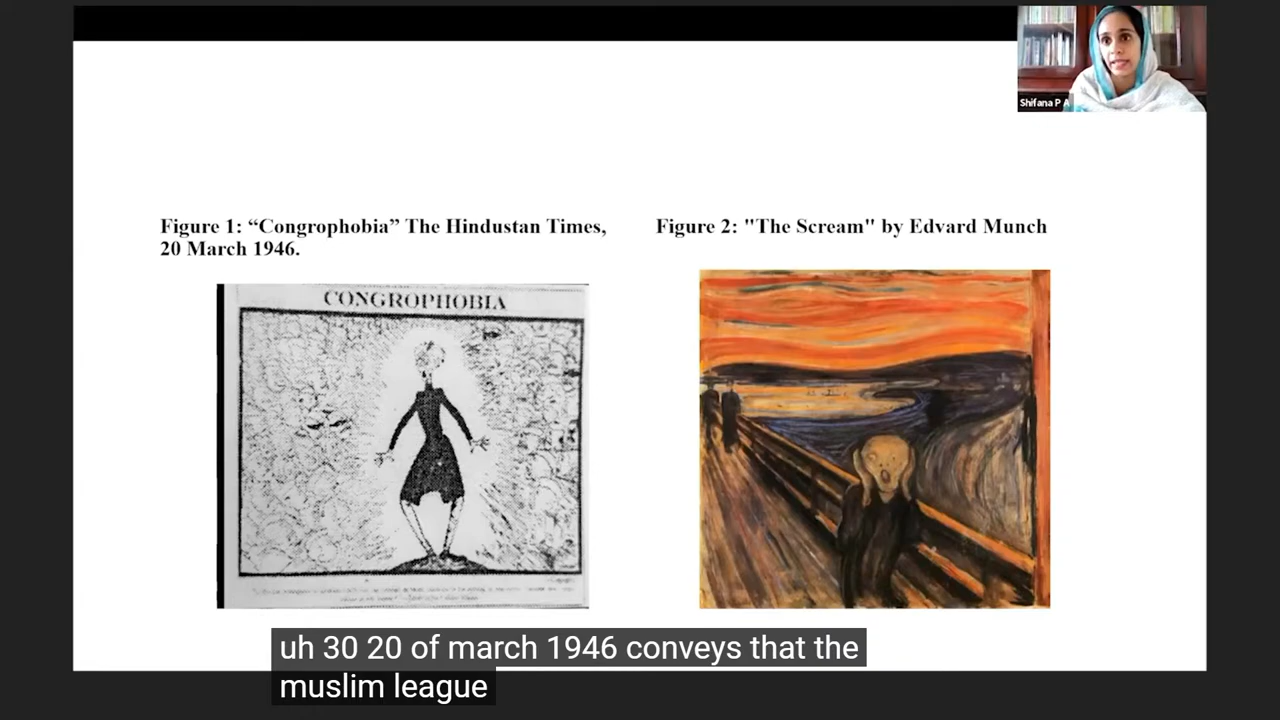 Shifana P A
Figure 1: “Congrophobia” The Hindustan Times,
20 March 1946.
Figure 2: "The Scream" by Edvard Munch
CONGROPHOBIA
uh 30 20 of march 1946 conveys that the
muslim league